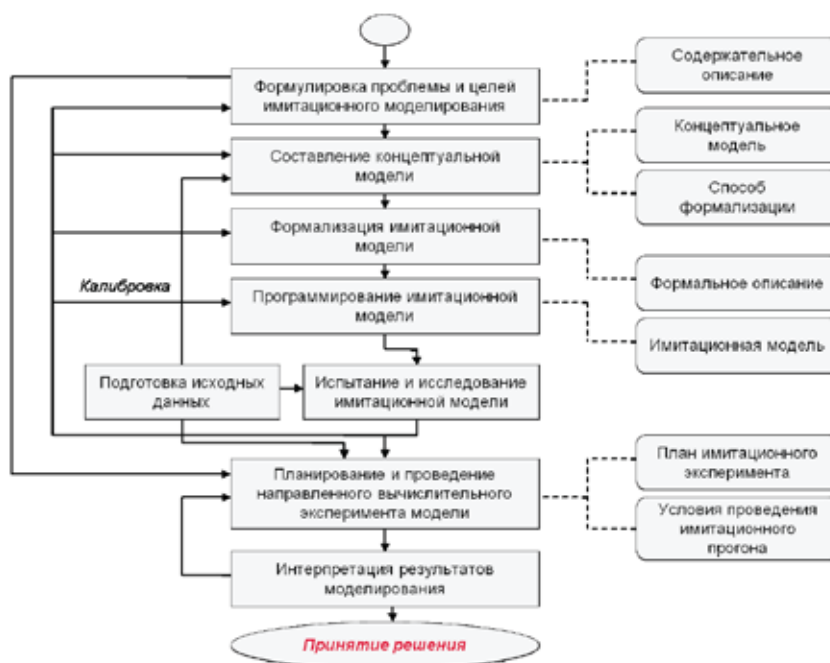 Формулировка проблемы и целей
имитационного моделирования
Содержательное
описание
Составление концептуальной
модели
Концептуальное
модель
Способ
формализации
Формализация имитационной
модели
Формальное описание
Калибровка
Программирование имитационной
модели
Имитационная модель
Подготовка исходных
данных
Испытание и исследование
имитационной модели
Планирование и проведение
направленного вычислительного
эксперимента модели
План имитационного
эксперимента
Условия проведения
имитационного
прогона
Интерпретация результатов
моделирования
Принятие решения